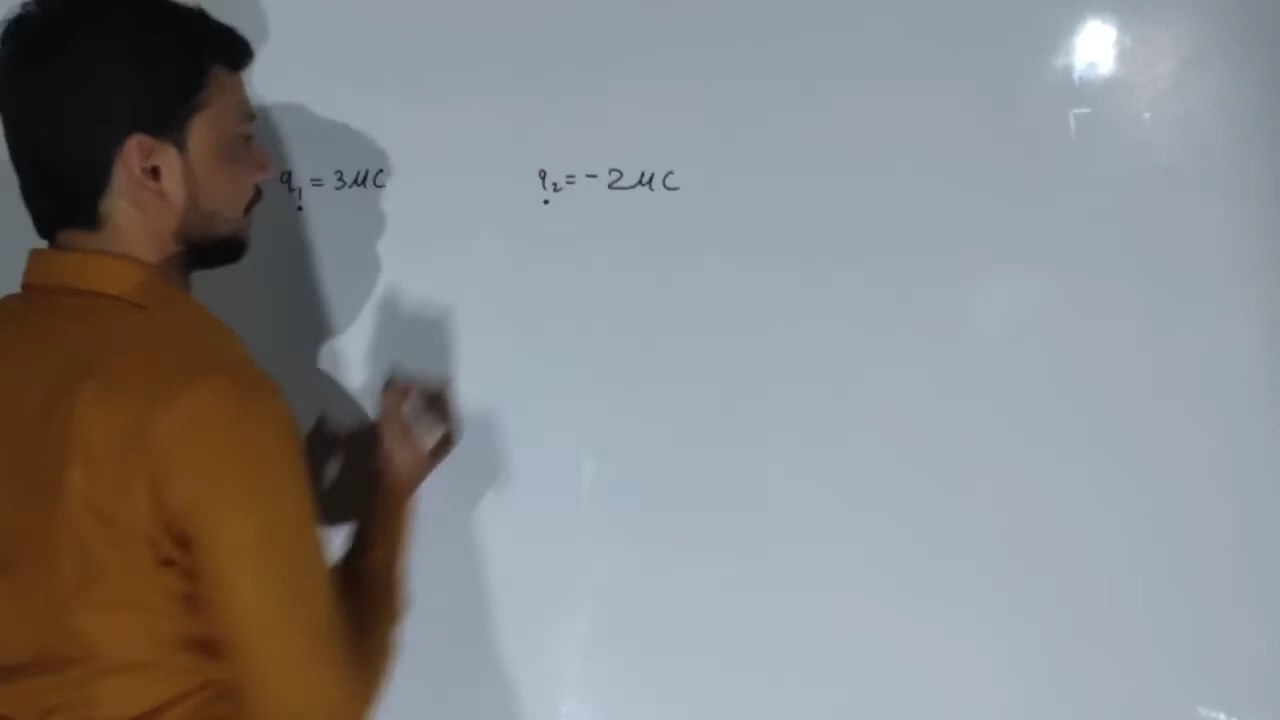 q₁ = 3μC q₂ = -2μC